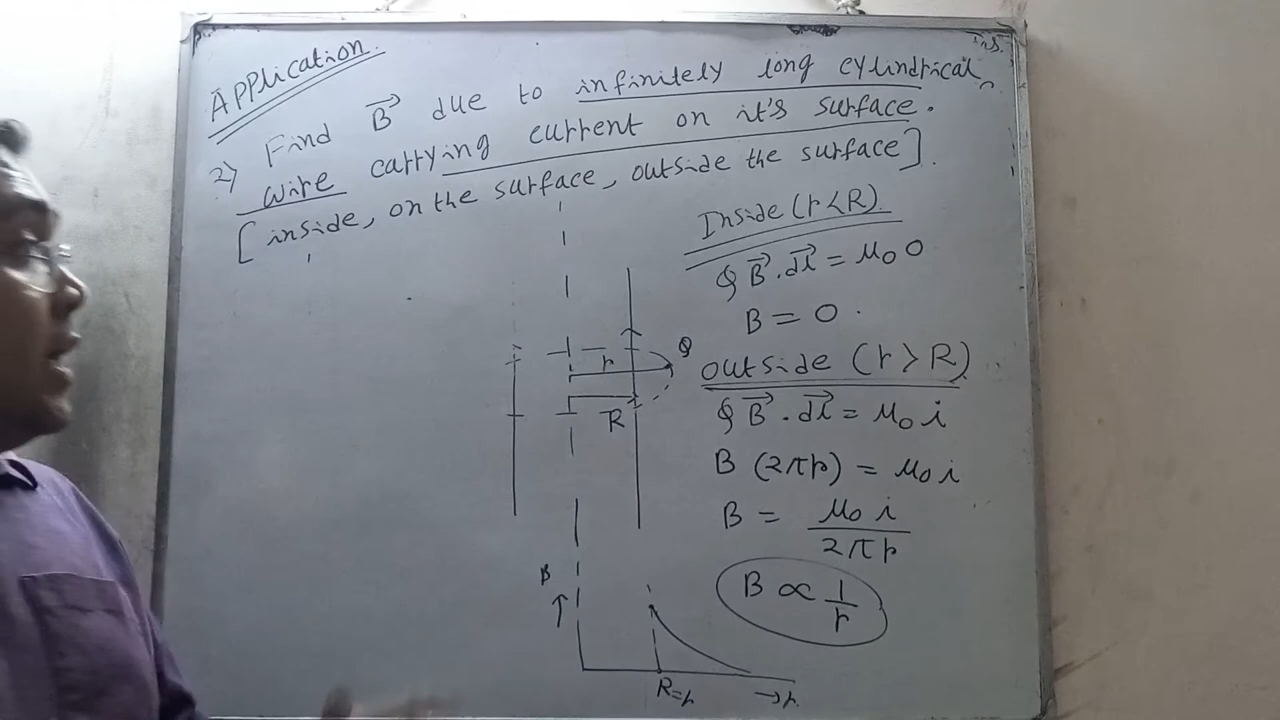 Application.
2) Find B⃗ due to infinitely long cylindrical
wire carrying current on it's surface.
[inside, on the surface, outside the surface].
Inside (r<R)
∮ B⃗ . dl⃗ = μ₀ 0
B = 0.
outside (r > R)
∮ B⃗ . dl⃗ = μ₀ i
B (2πr) = μ₀ i
B = μ₀ i / 2πr
B ∝ 1/r
r
R
B
↑
R=r
→r